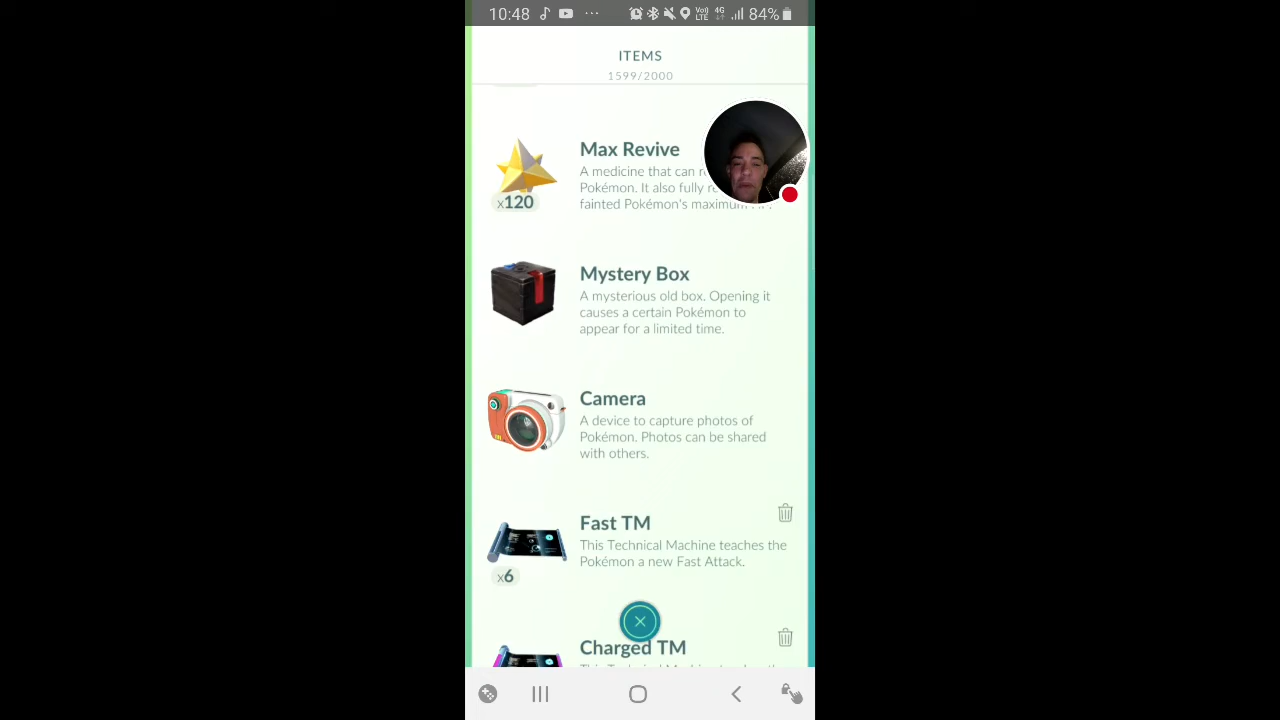 10:48 84%
Vo)) LTE 4G
ITEMS
1599/2000
Max Revive
A medicine that can r
Pokémon. It also fully re
fainted Pokémon's maximum
x120
Mystery Box
A mysterious old box. Opening it
causes a certain Pokémon to
appear for a limited time.
Camera
A device to capture photos of
Pokémon. Photos can be shared
with others.
Fast TM
This Technical Machine teaches the
Pokémon a new Fast Attack.
x6
Charged TM